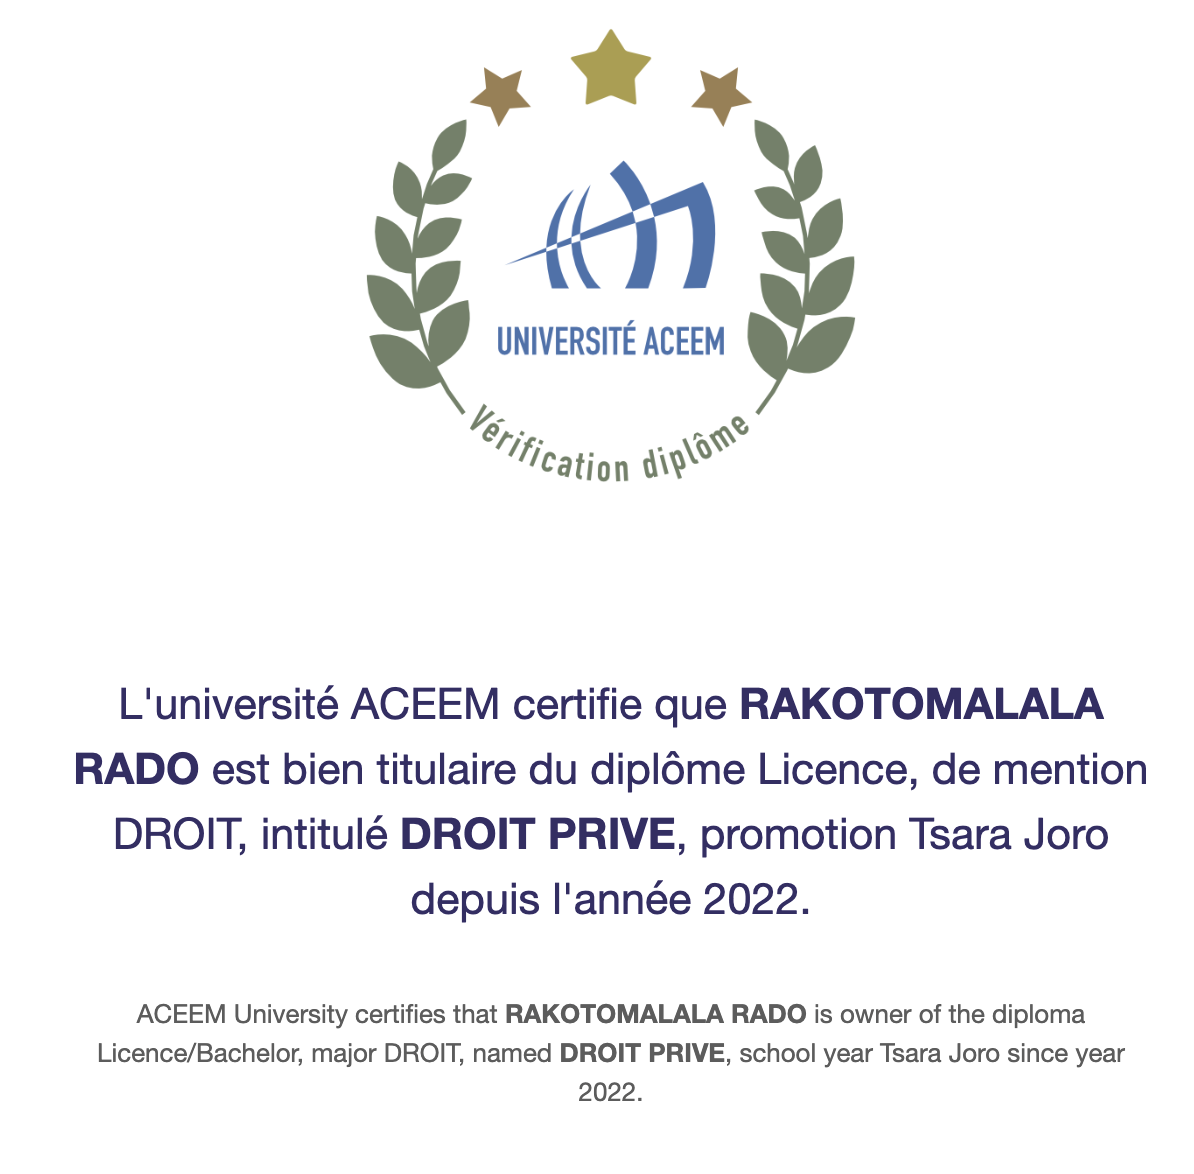 UNIVERSITÉ ACEEM
Vérification diplôme
L'université ACEEM certifie que RAKOTOMALALA
RADO est bien titulaire du diplôme Licence, de mention
DROIT, intitulé DROIT PRIVE, promotion Tsara Joro
depuis l'année 2022.
ACEEM University certifies that RAKOTOMALALA RADO is owner of the diploma
Licence/Bachelor, major DROIT, named DROIT PRIVE, school year Tsara Joro since year
2022.